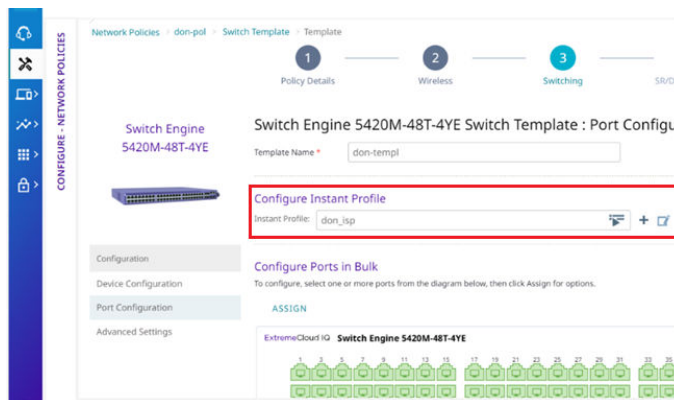 CONFIGURE - NETWORK POLICIES
Network Policies > don-pol > Switch Template > Template
1
2
3
Policy Details
Wireless
Switching
Switch Engine
5420M-48T-4YE
Switch Engine 5420M-48T-4YE Switch Template : Port Configu
Template Name *
don-templ
Configure Instant Profile
Instant Profile:
don_isp
Configuration
Device Configuration
Port Configuration
Advanced Settings
Configure Ports in Bulk
To configure, select one or more ports from the diagram below, then click Assign for options.
ASSIGN
ExtremeCloud IQ Switch Engine 5420M-48T-4YE
1 3 5 7 9 11 13 15 17 19 21 23 25 27 29 31 33 35